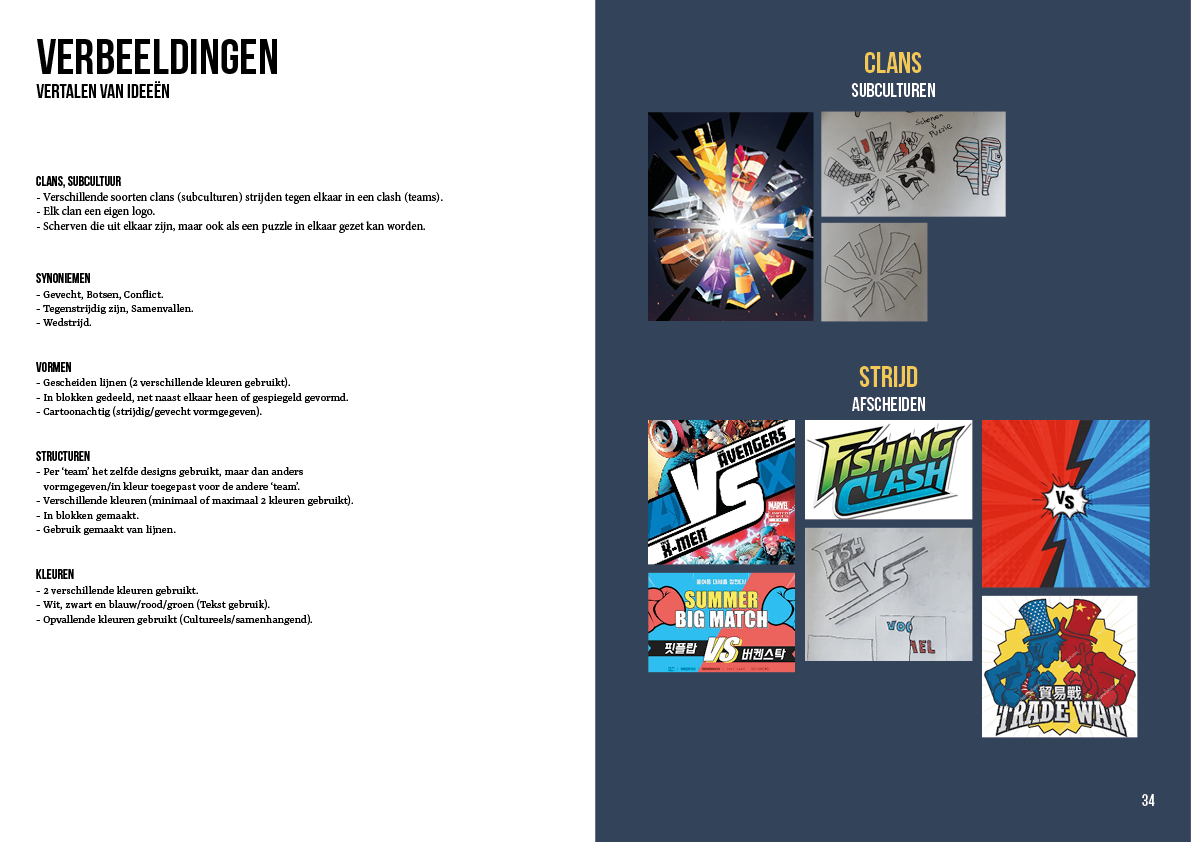 VERBEELDINGEN
VERTALEN VAN IDEEËN
CLANS, SUBCULTUUR
- Verschillende soorten clans (subculturen) strijden tegen elkaar in een clash (teams).
- Elk clan een eigen logo.
- Scherven die uit elkaar zijn, maar ook als een puzzle in elkaar gezet kan worden.
SYNONIEMEN
- Gevecht, Botsen, Conflict.
- Tegenstrijdig zijn, Samenvallen.
- Wedstrijd.
VORMEN
- Gescheiden lijnen (2 verschillende kleuren gebruikt).
- In blokken gedeeld, net naast elkaar heen of gespiegeld gevormd.
- Cartoonachtig (strijdig/gevecht vormgegeven).
STRUCTUREN
- Per ‘team’ het zelfde designs gebruikt, maar dan anders
vormgegeven/in kleur toegepast voor de andere ‘team’.
- Verschillende kleuren (minimaal of maximaal 2 kleuren gebruikt).
- In blokken gemaakt.
- Gebruik gemaakt van lijnen.
KLEUREN
- 2 verschillende kleuren gebruikt.
- Wit, zwart en blauw/rood/groen (Tekst gebruik).
- Opvallende kleuren gebruikt (Cultureels/samenhangend).
CLANS
SUBCULTUREN
Scherven
Puzzle
STRIJD
AFSCHEIDEN
AVENGERS
VS
X-MEN
MARVEL
FISHING
CLASH
VS
SUMMER
BIG MATCH
핏플랍 VS 버켄스탁
VS
貿易戰
TRADE WAR
34